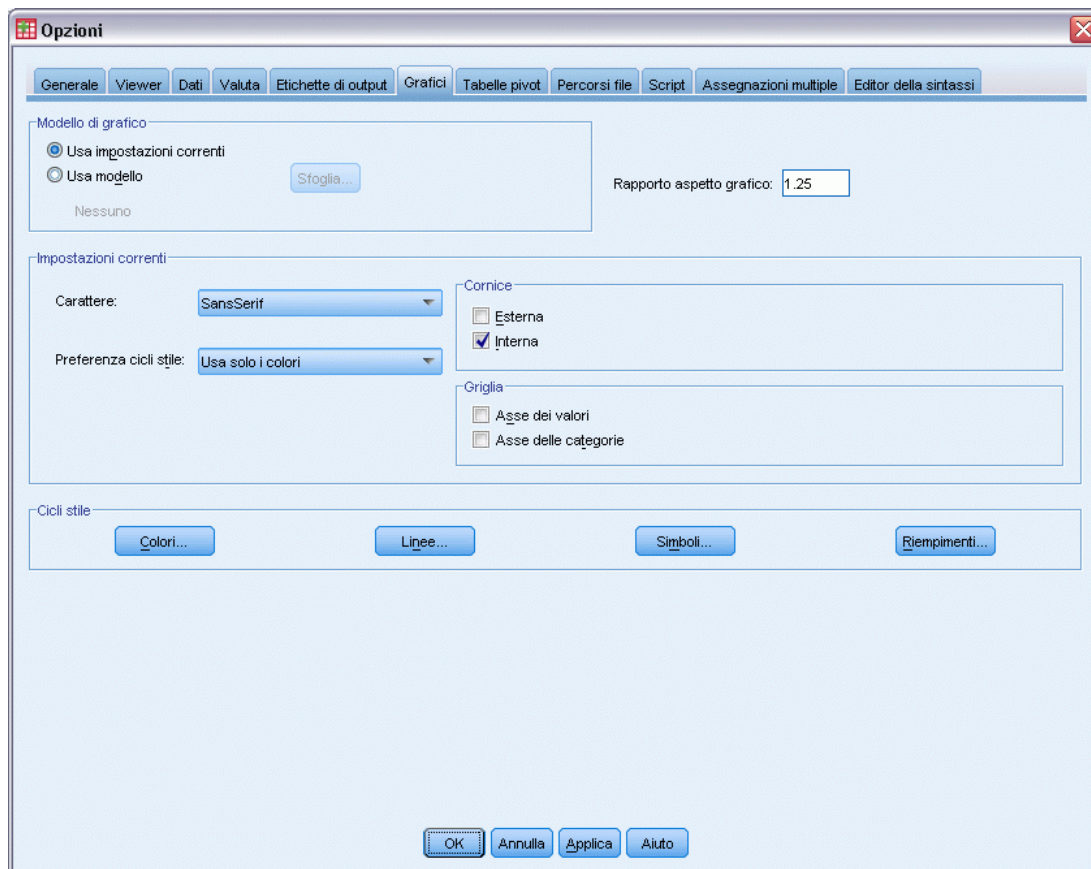 Opzioni
Generale Viewer Dati Valuta Etichette di output Grafici Tabelle pivot Percorsi file Script Assegnazioni multiple Editor della sintassi
Modello di grafico
Usa impostazioni correnti
Usa modello Sfoglia...
Nessuno
Rapporto aspetto grafico: 1.25
Impostazioni correnti
Carattere: SansSerif
Preferenza cicli stile: Usa solo i colori
Cornice
Esterna
Interna
Griglia
Asse dei valori
Asse delle categorie
Cicli stile
Colori... Linee... Simboli... Riempimenti...
OK Annulla Applica Aiuto